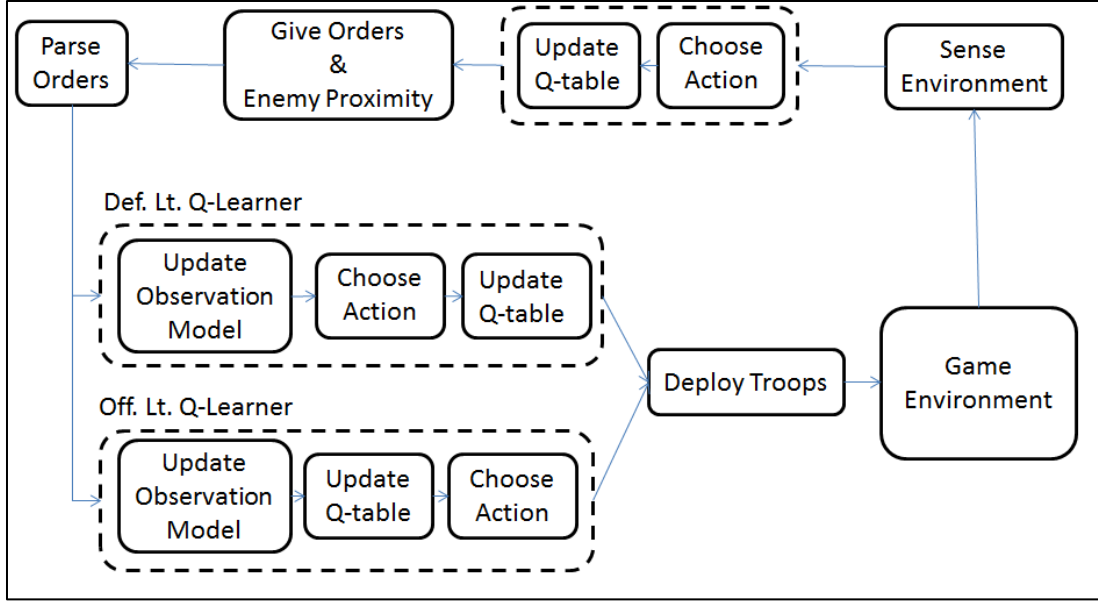 Parse
Orders
Give Orders
&
Enemy Proximity
Update
Q-table
Choose
Action
Sense
Environment
Def. Lt. Q-Learner
Update
Observation
Model
Choose
Action
Update
Q-table
Off. Lt. Q-Learner
Update
Observation
Model
Update
Q-table
Choose
Action
Deploy Troops
Game
Environment